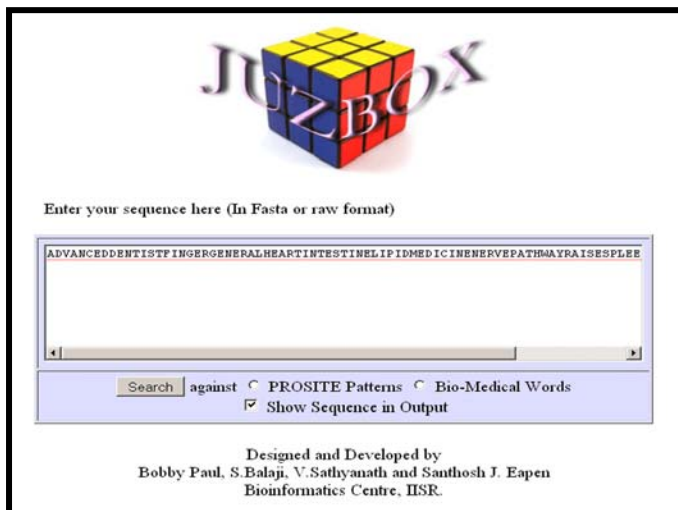 JUZBOX
Enter your sequence here (In Fasta or raw format)
ADVANCEDDENTISTFINGERGENERALHEARTINTESTINELIPIDMEDICINENERVEPATHWAYRAISESPLEE
Search against PROSITE Patterns Bio-Medical Words
Show Sequence in Output
Designed and Developed by
Bobby Paul, S.Balaji, V.Sathyanath and Santhosh J. Eapen
Bioinformatics Centre, IISR.